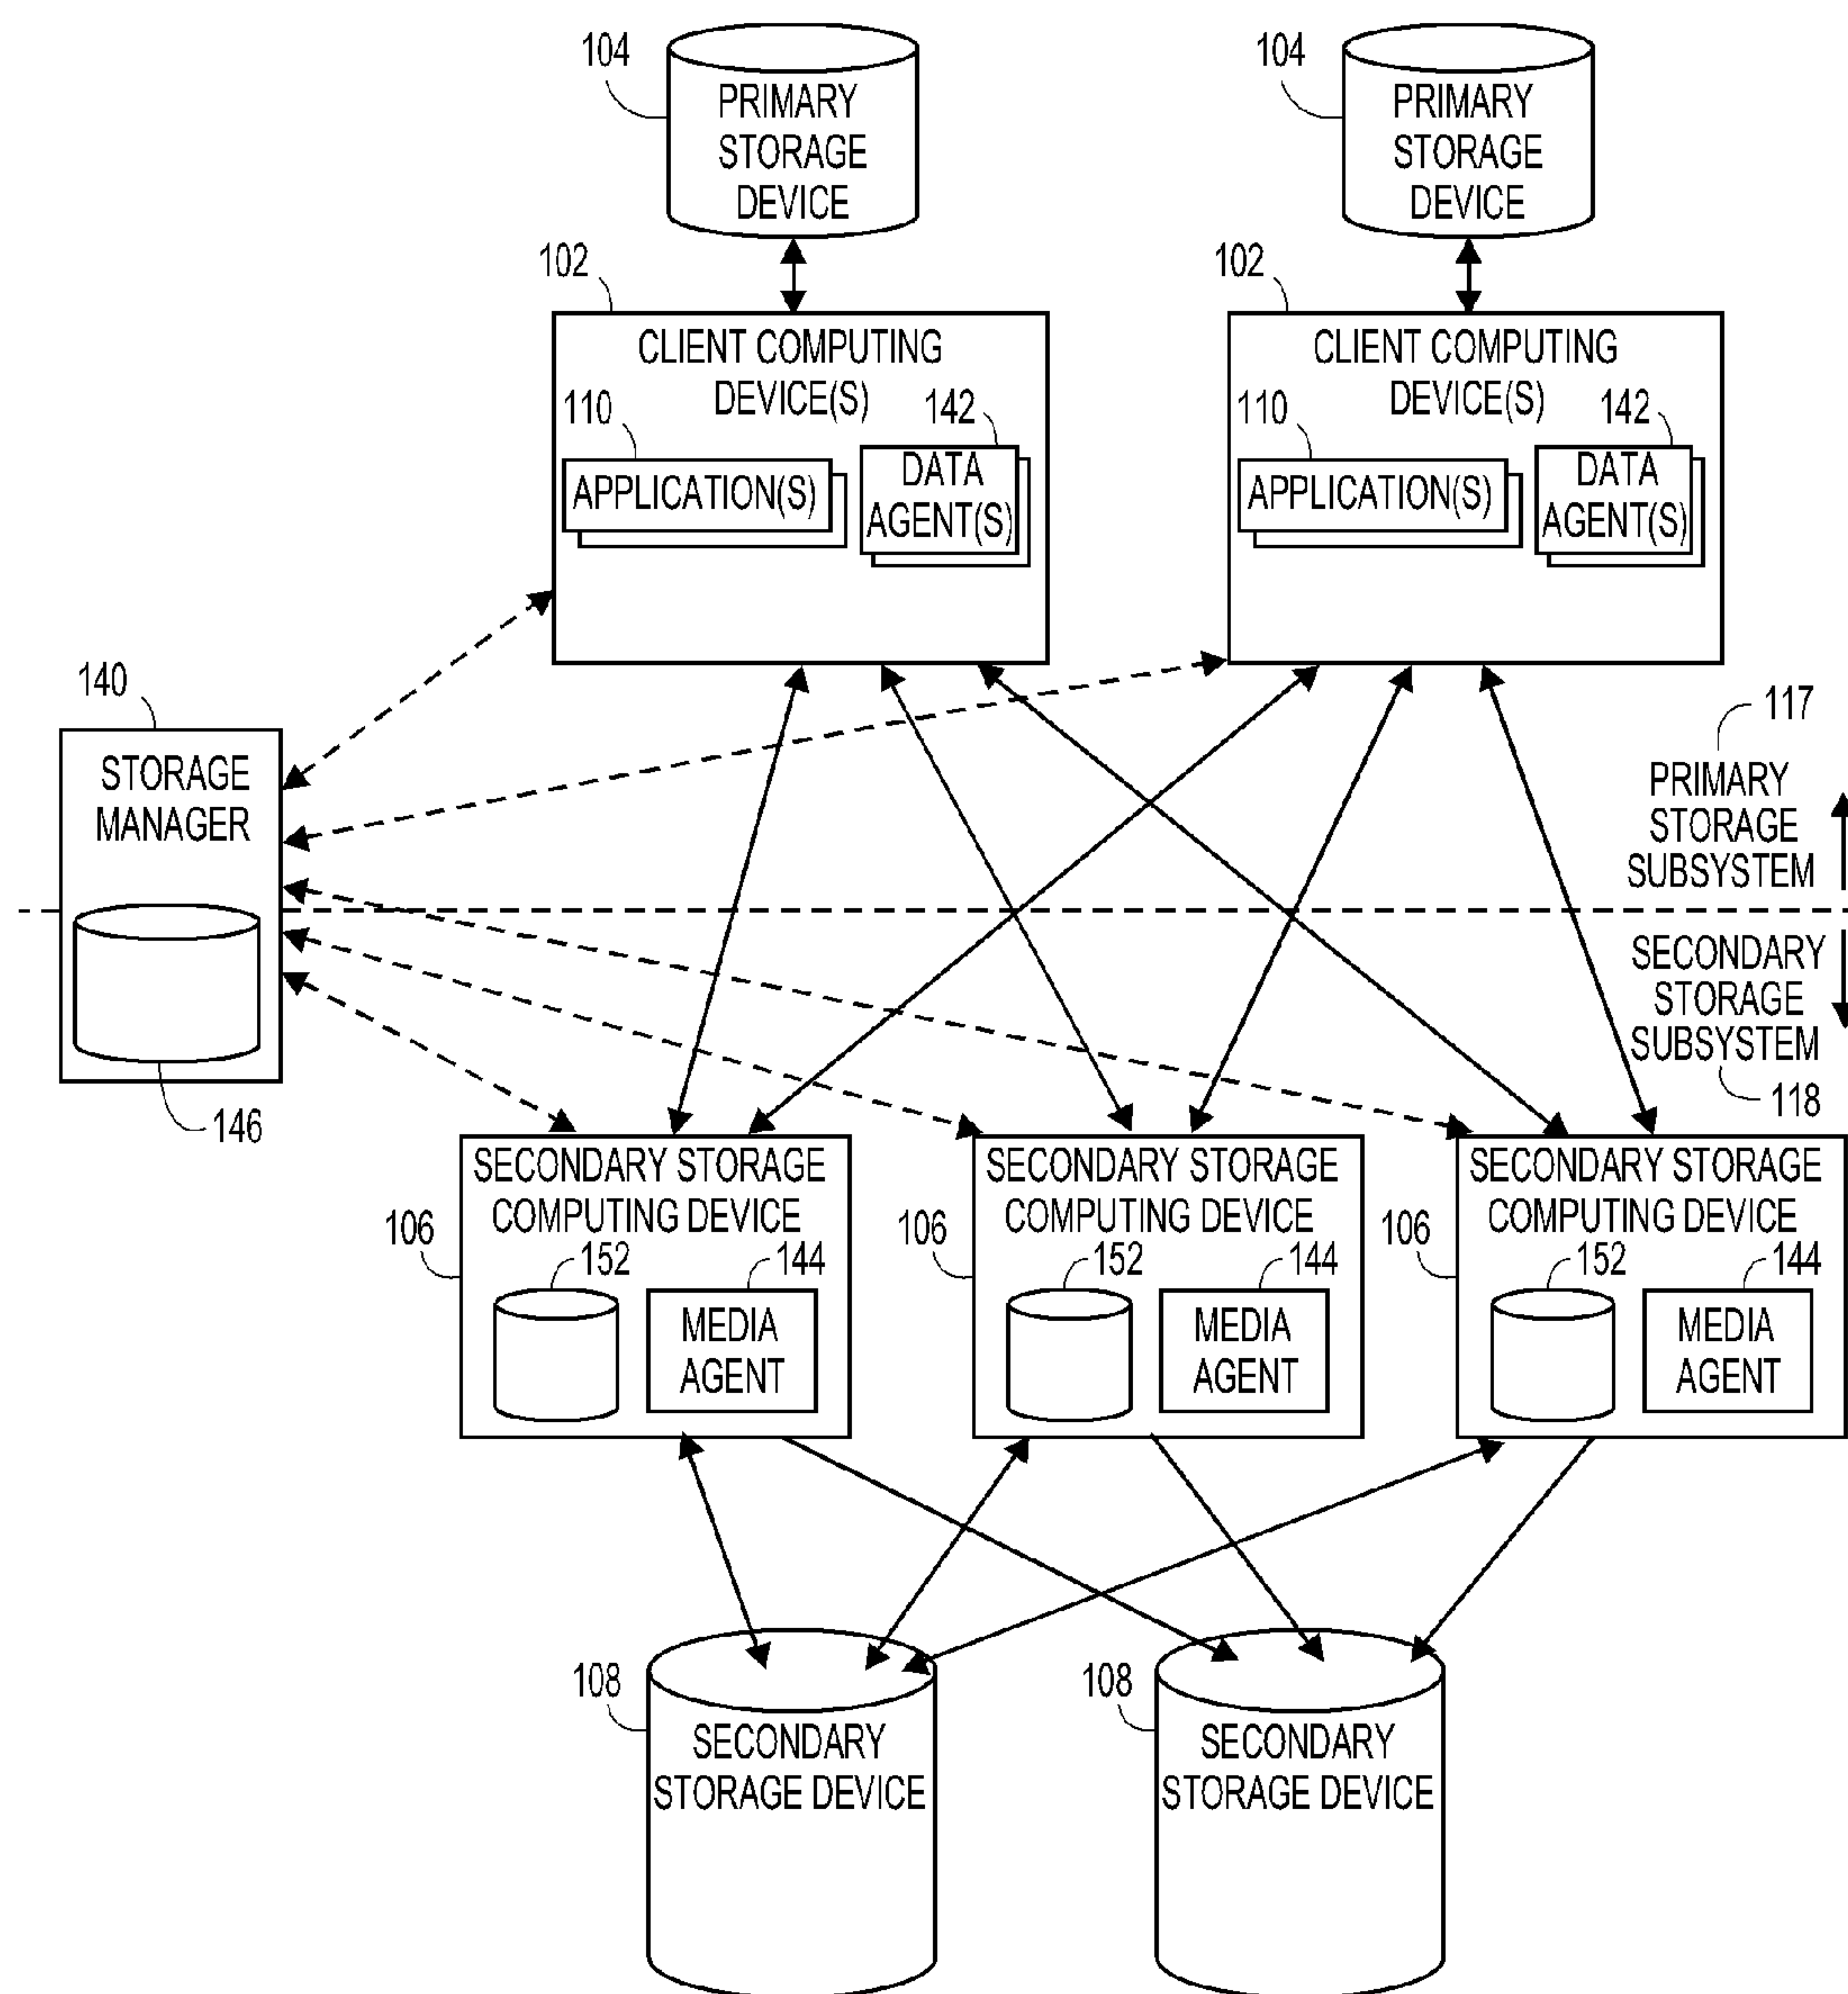 104
PRIMARY
STORAGE
DEVICE
104
PRIMARY
STORAGE
DEVICE
102
CLIENT COMPUTING
DEVICE(S)
110
APPLICATION(S)
142
DATA
AGENT(S)
102
CLIENT COMPUTING
DEVICE(S)
110
APPLICATION(S)
142
DATA
AGENT(S)
140
STORAGE
MANAGER
146
117
PRIMARY
STORAGE
SUBSYSTEM
SECONDARY
STORAGE
SUBSYSTEM
118
106
SECONDARY STORAGE
COMPUTING DEVICE
152
144
MEDIA
AGENT
106
SECONDARY STORAGE
COMPUTING DEVICE
152
144
MEDIA
AGENT
106
SECONDARY STORAGE
COMPUTING DEVICE
152
144
MEDIA
AGENT
108
SECONDARY
STORAGE DEVICE
108
SECONDARY
STORAGE DEVICE